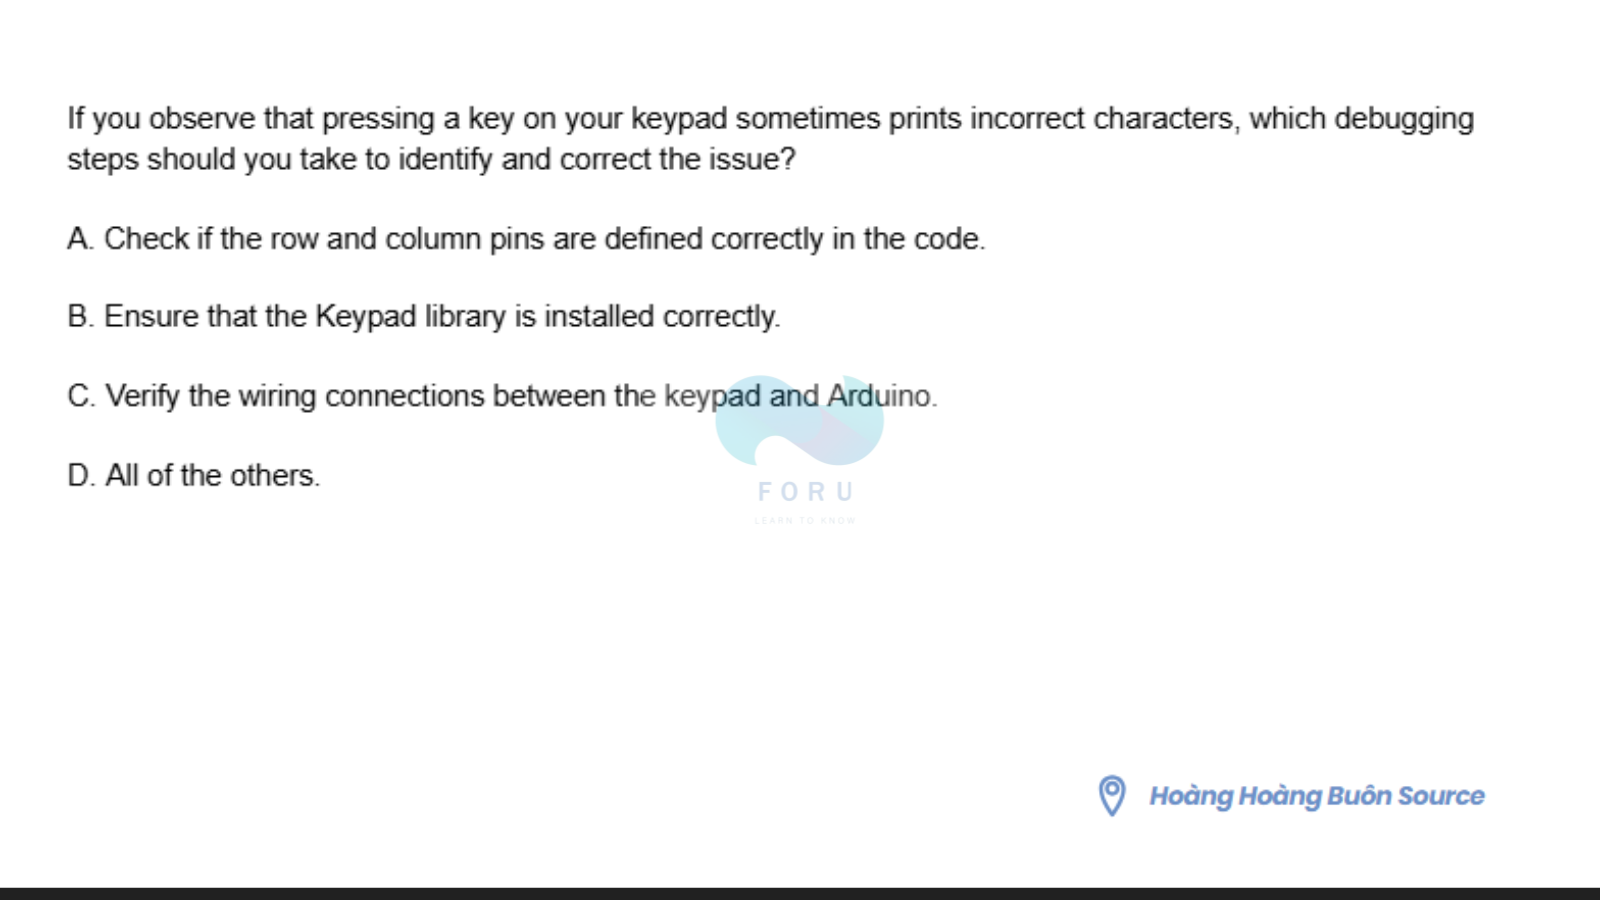 If you observe that pressing a key on your keypad sometimes prints incorrect characters, which debugging
steps should you take to identify and correct the issue?
A. Check if the row and column pins are defined correctly in the code.
B. Ensure that the Keypad library is installed correctly.
C. Verify the wiring connections between the keypad and Arduino.
D. All of the others.
FORU
LEARN TO KNOW
Hoàng Hoàng Buôn Source